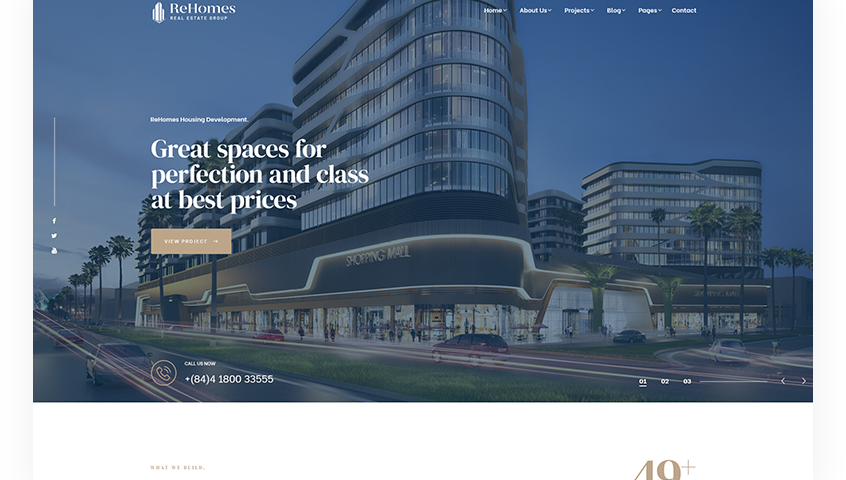 ReHomes
REAL ESTATE GROUP
Home About Us Projects Blog Pages Contact
ReHomes Housing Development.
Great spaces for
perfection and class
at best prices
VIEW PROJECT →
SHOPPING MALL
SHOPPING MALL
CALL US NOW
+(84)4 1800 33555
01 02 03
WHAT WE BUILD.
49+